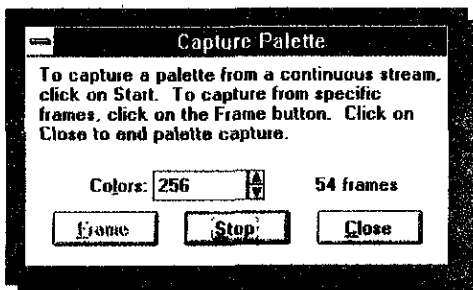 Capture Palette
To capture a palette from a continuous stream,
click on Start. To capture from specific
frames, click on the Frame button. Click on
Close to end palette capture.
Colors: 256 54 frames
Frame Stop Close